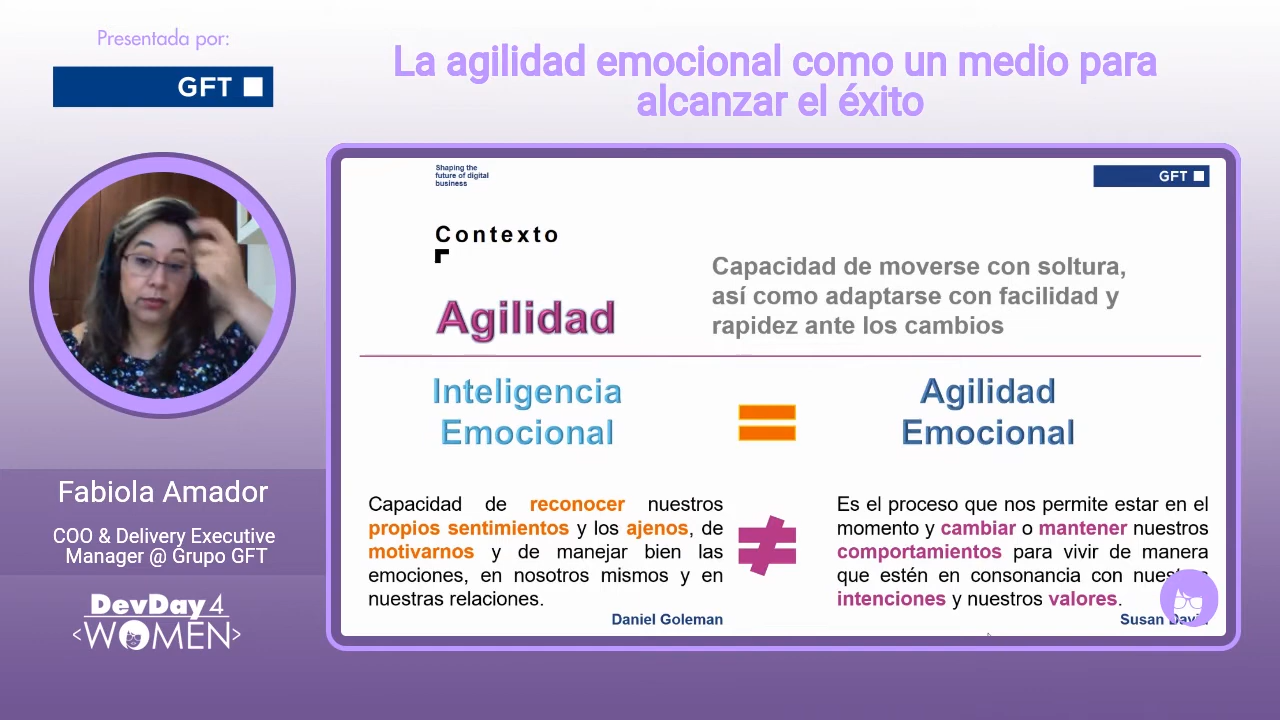 Presentada por:
GFT
La agilidad emocional como un medio para
alcanzar el éxito
Shaping the
future of digital
business
GFT
Contexto
Agilidad
Capacidad de moverse con soltura,
así como adaptarse con facilidad y
rapidez ante los cambios
Inteligencia
Emocional
=
Agilidad
Emocional
Capacidad de reconocer nuestros
propios sentimientos y los ajenos, de
motivarnos y de manejar bien las
emociones, en nosotros mismos y en
nuestras relaciones.
Daniel Goleman
≠
Es el proceso que nos permite estar en el
momento y cambiar o mantener nuestros
comportamientos para vivir de manera
que estén en consonancia con
intenciones y nuestros valores.
Susan
Fabiola Amador
COO & Delivery Executive
Manager @ Grupo GFT
DevDay4
<WOMEN>